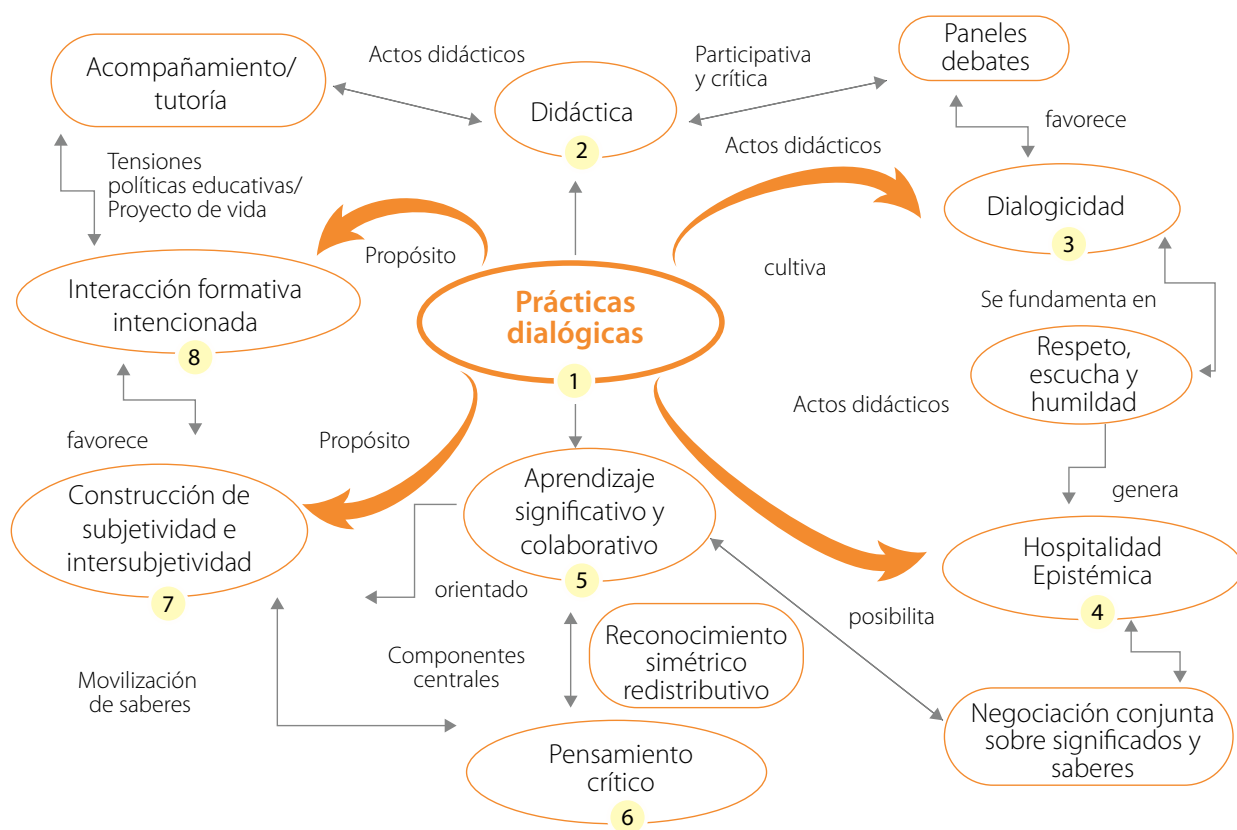 Acompañamiento/
tutoría
Actos didácticos
Didáctica
2
Participativa
y crítica
Paneles
debates
favorece
Tensiones
políticas educativas/
Proyecto de vida
Actos didácticos
Dialogicidad
3
Propósito
cultiva
Interacción formativa
intencionada
8
Prácticas
dialógicas
1
Se fundamenta en
Respeto,
escucha y
humildad
favorece
Propósito
Actos didácticos
Construcción de
subjetividad e
intersubjetividad
7
Aprendizaje
significativo y
colaborativo
5
genera
Hospitalidad
Epistémica
4
orientado
posibilita
Movilización
de saberes
Componentes
centrales
Reconocimiento
simétrico
redistributivo
Negociación conjunta
sobre significados y
saberes
Pensamiento
crítico
6